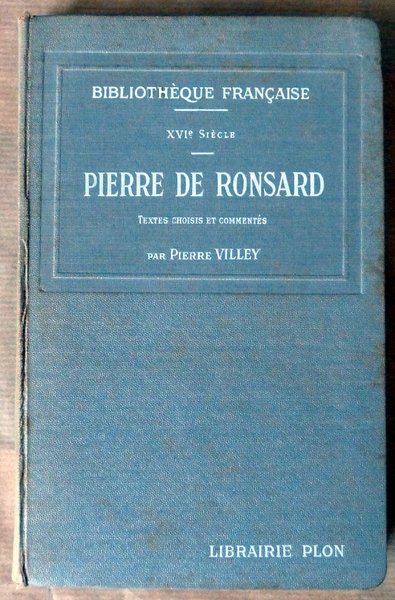 BIBLIOTHÈQUE FRANÇAISE
XVIe SIÈCLE
PIERRE DE RONSARD
TEXTES CHOISIS ET COMMENTÉS
PAR PIERRE VILLEY
LIBRAIRIE PLON